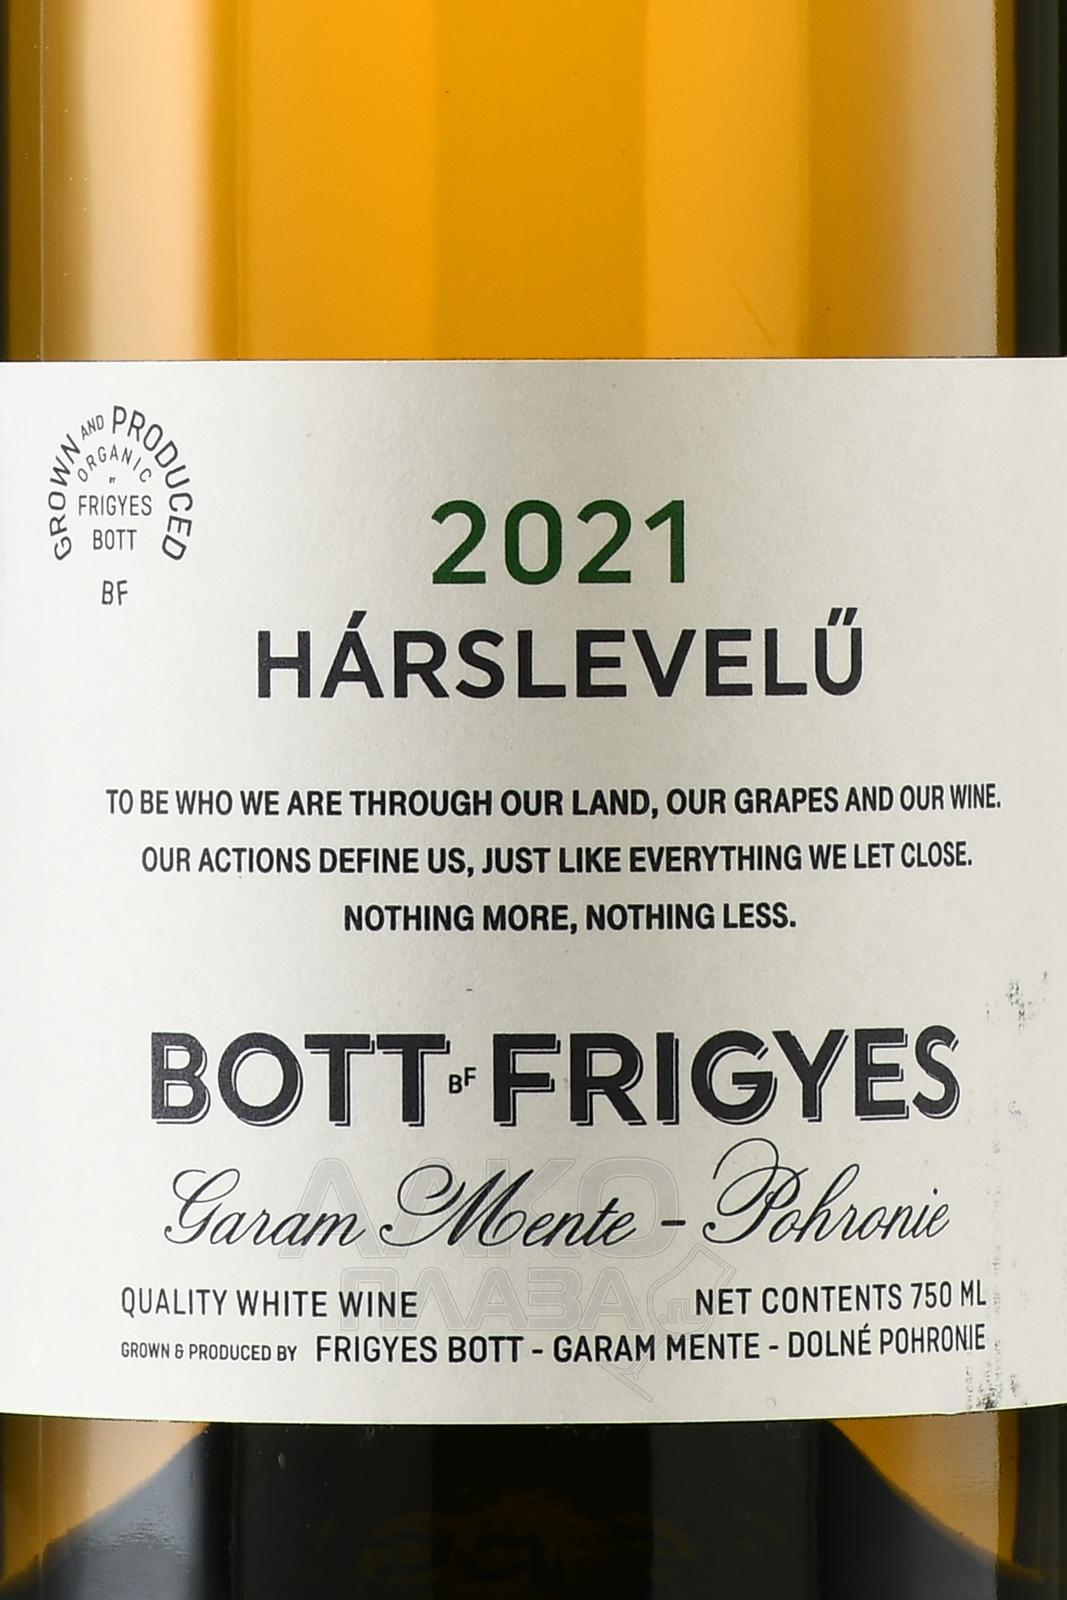 GROWN AND PRODUCED
ORGANIC
BY
FRIGYES
BOTT
BF
2021
HÁRSLEVELŰ
TO BE WHO WE ARE THROUGH OUR LAND, OUR GRAPES AND OUR WINE.
OUR ACTIONS DEFINE US, JUST LIKE EVERYTHING WE LET CLOSE.
NOTHING MORE, NOTHING LESS.
BOTT BF FRIGYES
Garam Mente - Pohronie
АЛКО
ПЛАЗА.ru
QUALITY WHITE WINE NET CONTENTS 750 ML
GROWN & PRODUCED BY FRIGYES BOTT - GARAM MENTE - DOLNÉ POHRONIE